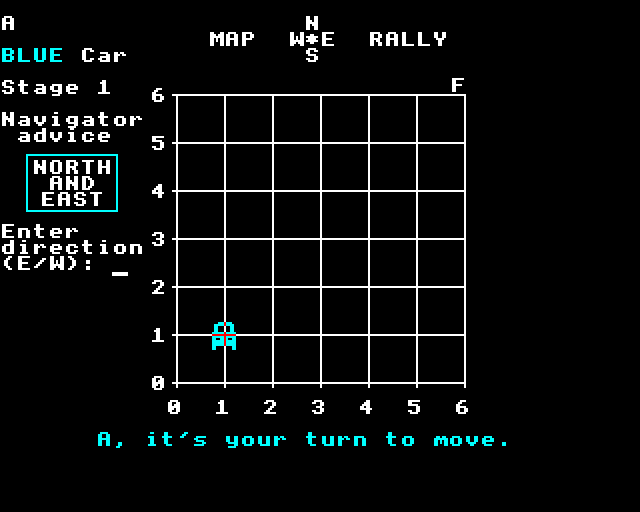 A
N
MAP W*E RALLY
S
BLUE Car
Stage 1
F
Navigator
advice
NORTH
AND
EAST
Enter
direction
(E/W): _
6
5
4
3
2
1
0
0 1 2 3 4 5 6
A, it's your turn to move.